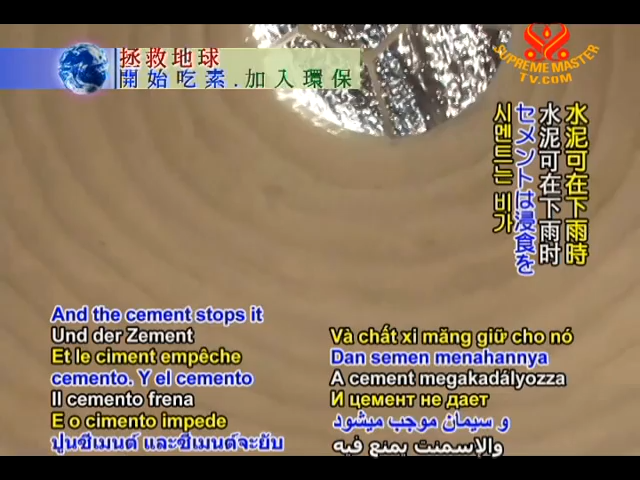 拯救地球
開始吃素.加入環保
SUPREME MASTER
TV.COM
水泥可在下雨時
水泥可在下雨时
セメントは浸食を
시멘트는 비가
And the cement stops it
Und der Zement
Et le ciment empêche
cemento. Y el cemento
Il cemento frena
E o cimento impede
ปูนซีเมนต์ และซีเมนต์จะยับ
Và chất xi măng giữ cho nó
Dan semen menahannya
A cement megakadályozza
И цемент не дает
و سیمان موجب میشود
والإسمنت يمنع فيه